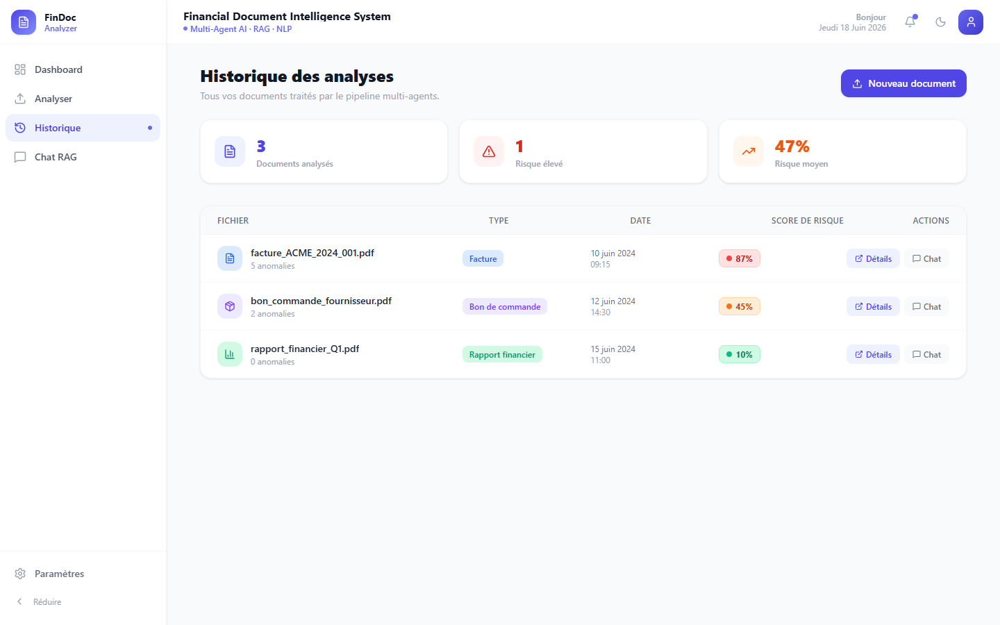 FinDoc
Analyzer
Financial Document Intelligence System
Multi-Agent AI · RAG · NLP
Bonjour
Jeudi 18 Juin 2026
Dashboard
Analyser
Historique
Chat RAG
Paramètres
Réduire
Historique des analyses
Tous vos documents traités par le pipeline multi-agents.
Nouveau document
3
Documents analysés
1
Risque élevé
47%
Risque moyen
FICHIER TYPE DATE SCORE DE RISQUE ACTIONS
facture_ACME_2024_001.pdf
5 anomalies
Facture
10 juin 2024
09:15
87%
Détails
Chat
bon_commande_fournisseur.pdf
2 anomalies
Bon de commande
12 juin 2024
14:30
45%
Détails
Chat
rapport_financier_Q1.pdf
0 anomalies
Rapport financier
15 juin 2024
11:00
10%
Détails
Chat